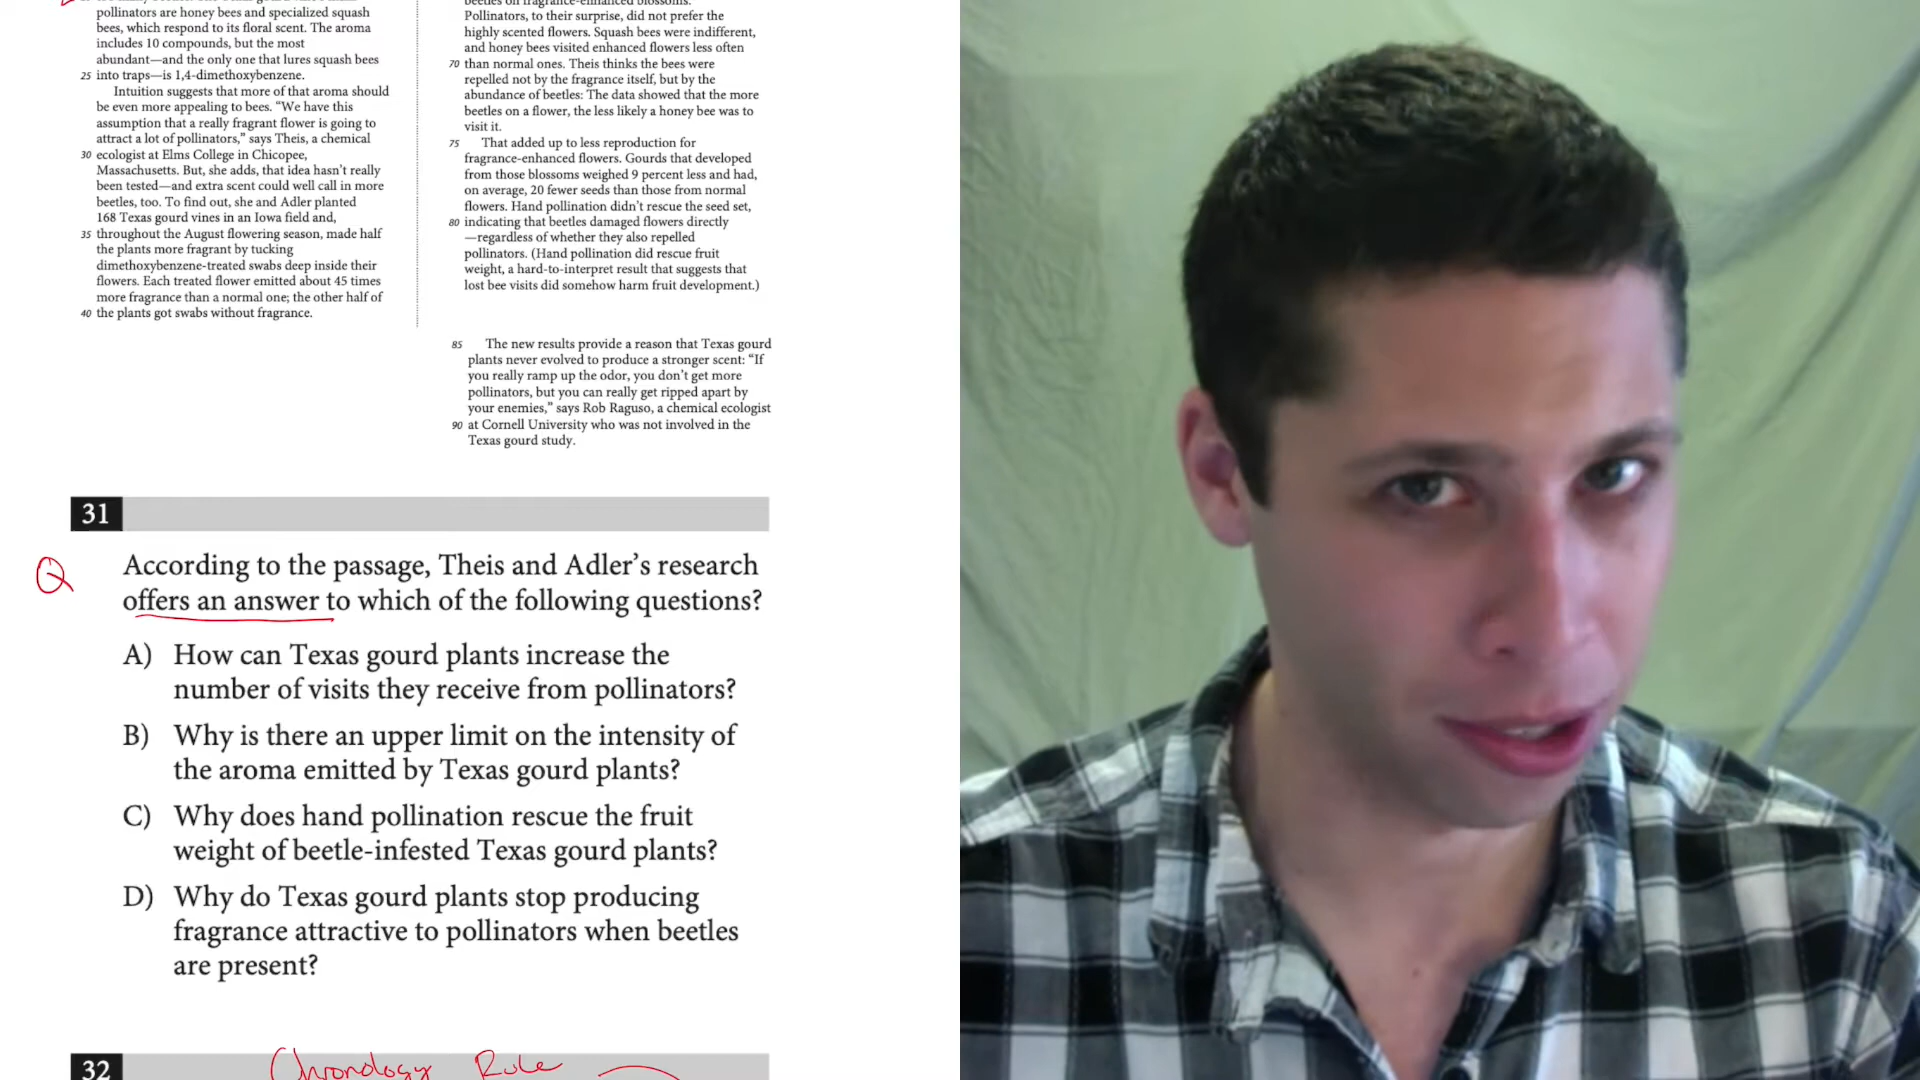 pollinators are honey bees and specialized squash
bees, which respond to its floral scent. The aroma
includes 10 compounds, but the most
abundant—and the only one that lures squash bees
25 into traps—is 1,4-dimethoxybenzene.
Intuition suggests that more of that aroma should
be even more appealing to bees. “We have this
assumption that a really fragrant flower is going to
attract a lot of pollinators,” says Theis, a chemical
30 ecologist at Elms College in Chicopee,
Massachusetts. But, she adds, that idea hasn’t really
been tested—and extra scent could well call in more
beetles, too. To find out, she and Adler planted
168 Texas gourd vines in an Iowa field and,
35 throughout the August flowering season, made half
the plants more fragrant by tucking
dimethoxybenzene-treated swabs deep inside their
flowers. Each treated flower emitted about 45 times
more fragrance than a normal one; the other half of
40 the plants got swabs without fragrance.
beetles on fragrance-enhanced blossoms.
Pollinators, to their surprise, did not prefer the
highly scented flowers. Squash bees were indifferent,
and honey bees visited enhanced flowers less often
70 than normal ones. Theis thinks the bees were
repelled not by the fragrance itself, but by the
abundance of beetles: The data showed that the more
beetles on a flower, the less likely a honey bee was to
visit it.
75 That added up to less reproduction for
fragrance-enhanced flowers. Gourds that developed
from those blossoms weighed 9 percent less and had,
on average, 20 fewer seeds than those from normal
flowers. Hand pollination didn’t rescue the seed set,
80 indicating that beetles damaged flowers directly
—regardless of whether they also repelled
pollinators. (Hand pollination did rescue fruit
weight, a hard-to-interpret result that suggests that
lost bee visits did somehow harm fruit development.)
85 The new results provide a reason that Texas gourd
plants never evolved to produce a stronger scent: “If
you really ramp up the odor, you don’t get more
pollinators, but you can really get ripped apart by
your enemies,” says Rob Raguso, a chemical ecologist
90 at Cornell University who was not involved in the
Texas gourd study.
31
Q
According to the passage, Theis and Adler’s research
offers an answer to which of the following questions?
A) How can Texas gourd plants increase the
number of visits they receive from pollinators?
B) Why is there an upper limit on the intensity of
the aroma emitted by Texas gourd plants?
C) Why does hand pollination rescue the fruit
weight of beetle-infested Texas gourd plants?
D) Why do Texas gourd plants stop producing
fragrance attractive to pollinators when beetles
are present?
32 Chronology Rule